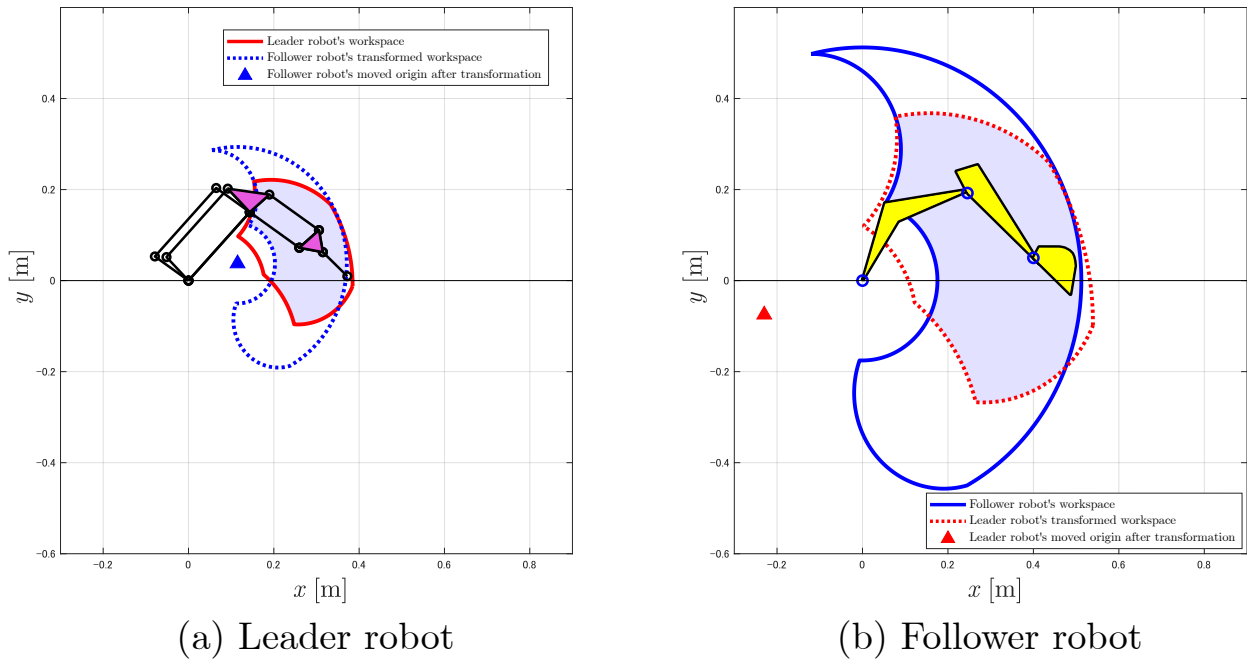 Leader robot's workspace
Follower robot's transformed workspace
Follower robot's moved origin after transformation
0.4
0.2
0
−0.2
−0.4
−0.6
−0.2
0
0.2
0.4
0.6
0.8
y [m]
x [m]
(a) Leader robot
0.4
0.2
0
−0.2
−0.4
−0.6
−0.2
0
0.2
0.4
0.6
0.8
y [m]
x [m]
Follower robot's workspace
Leader robot's transformed workspace
Leader robot's moved origin after transformation
(b) Follower robot